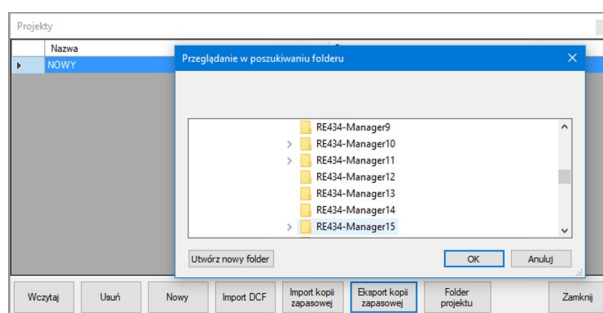 Projekty
Nazwa
NOWY
Przeglądanie w poszukiwaniu folderu
RE434-Manager9
RE434-Manager10
RE434-Manager11
RE434-Manager12
RE434-Manager13
RE434-Manager14
RE434-Manager15
Utwórz nowy folder
OK
Anuluj
Wczytaj
Usuń
Nowy
Import DCF
Import kopii
zapasowej
Eksport kopii
zapasowej
Folder
projektu
Zamknij